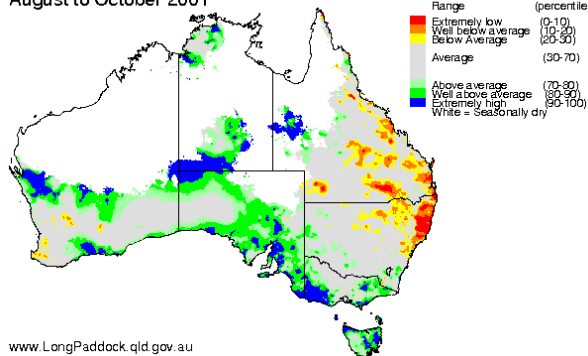 August to October 2001
Range (percentile
Extremely low (0-10)
Well below average (10-20)
Below Average (20-30)
Average (30-70)
Above average (70-80)
Well above average (80-90)
Extremely high (90-100)
White = Seasonally dry
www.LongPaddock.qld.gov.au